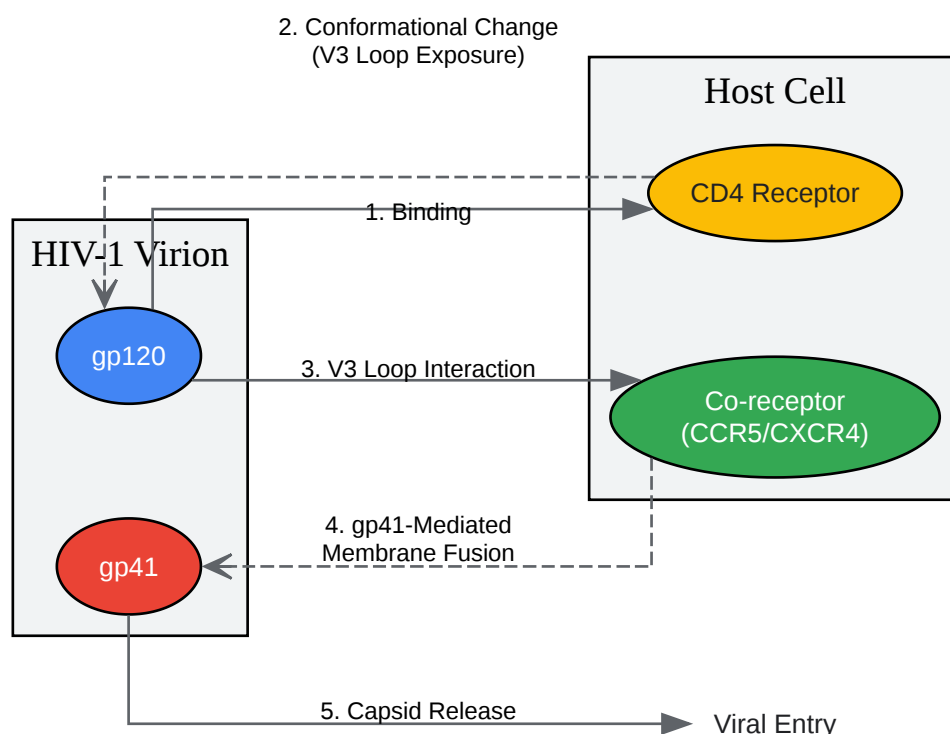 2. Conformational Change
(V3 Loop Exposure)
Host Cell
CD4 Receptor
1. Binding
HIV-1 Virion
gp120
3. V3 Loop Interaction
Co-receptor
(CCR5/CXCR4)
4. gp41-Mediated
Membrane Fusion
gp41
5. Capsid Release
Viral Entry